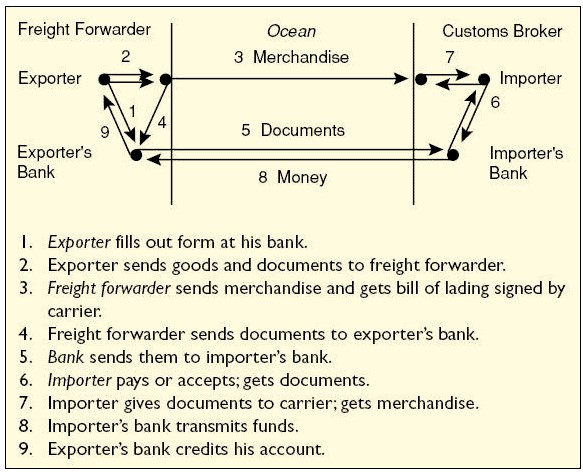 Freight Forwarder
Ocean
Customs Broker
2
3 Merchandise
7
Exporter
Importer
1
4
6
9
5 Documents
Exporter's
Bank
Importer's
Bank
8 Money
1. Exporter fills out form at his bank.
2. Exporter sends goods and documents to freight forwarder.
3. Freight forwarder sends merchandise and gets bill of lading signed by
carrier.
4. Freight forwarder sends documents to exporter's bank.
5. Bank sends them to importer's bank.
6. Importer pays or accepts; gets documents.
7. Importer gives documents to carrier; gets merchandise.
8. Importer's bank transmits funds.
9. Exporter's bank credits his account.